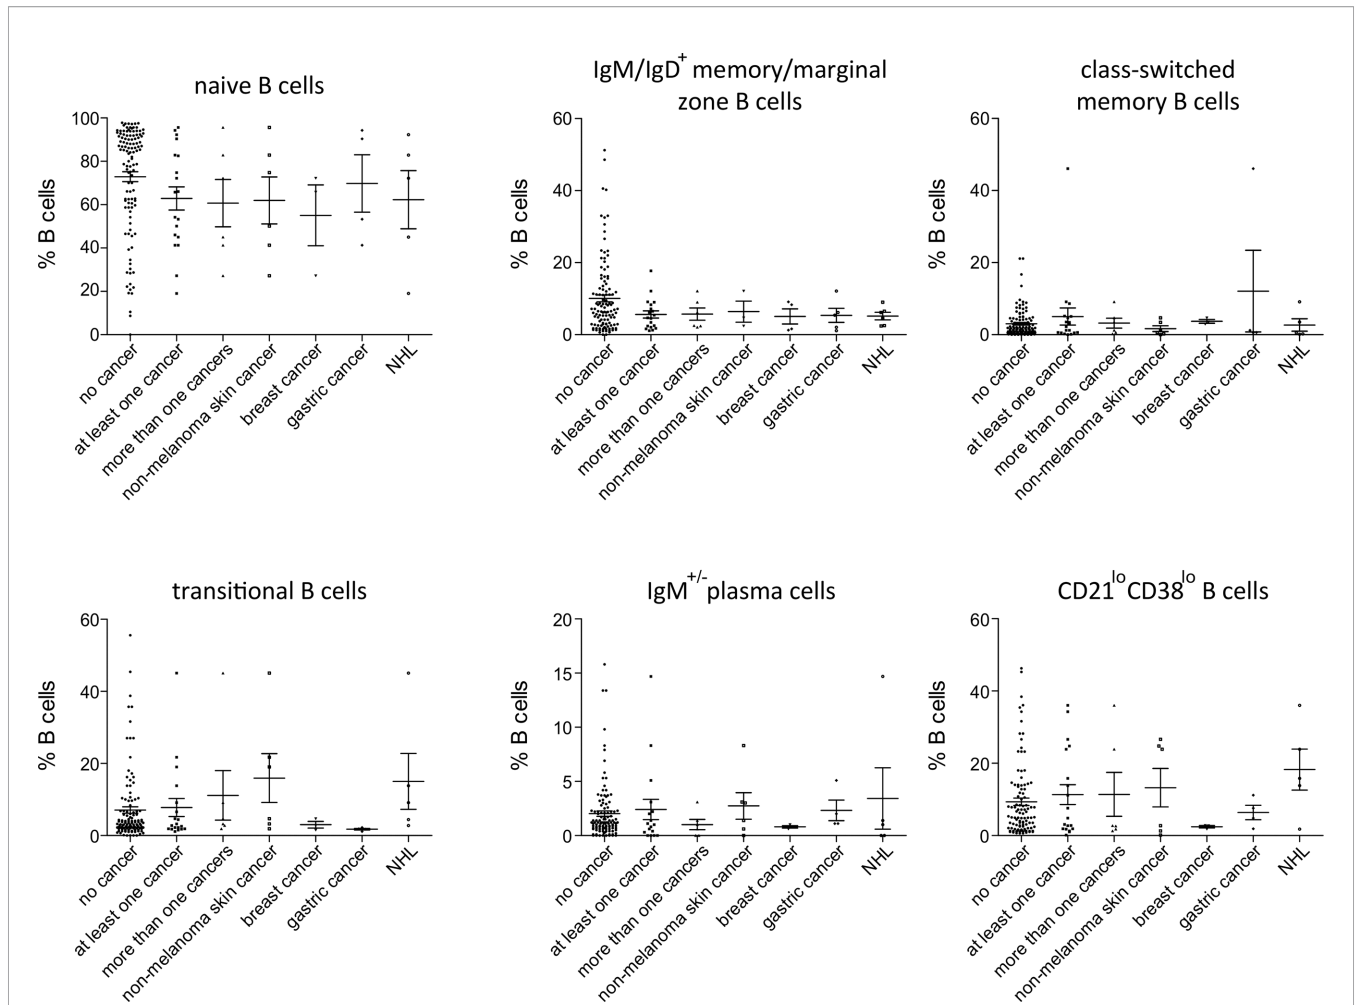 naive B cells
% B cells
100
80
60
40
20
0
no cancer
at least one cancer
more than one cancers
non-melanoma skin cancer
breast cancer
gastric cancer
NHL
IgM/IgD+ memory/marginal
zone B cells
% B cells
60
40
20
0
no cancer
at least one cancer
more than one cancers
non-melanoma skin cancer
breast cancer
gastric cancer
NHL
class-switched
memory B cells
% B cells
60
40
20
0
no cancer
at least one cancer
more than one cancers
non-melanoma skin cancer
breast cancer
gastric cancer
NHL
transitional B cells
% B cells
60
40
20
0
no cancer
at least one cancer
more than one cancers
non-melanoma skin cancer
breast cancer
gastric cancer
NHL
IgM+/- plasma cells
% B cells
20
15
10
5
0
no cancer
at least one cancer
more than one cancers
non-melanoma skin cancer
breast cancer
gastric cancer
NHL
CD21lo CD38lo B cells
% B cells
60
40
20
0
no cancer
at least one cancer
more than one cancers
non-melanoma skin cancer
breast cancer
gastric cancer
NHL